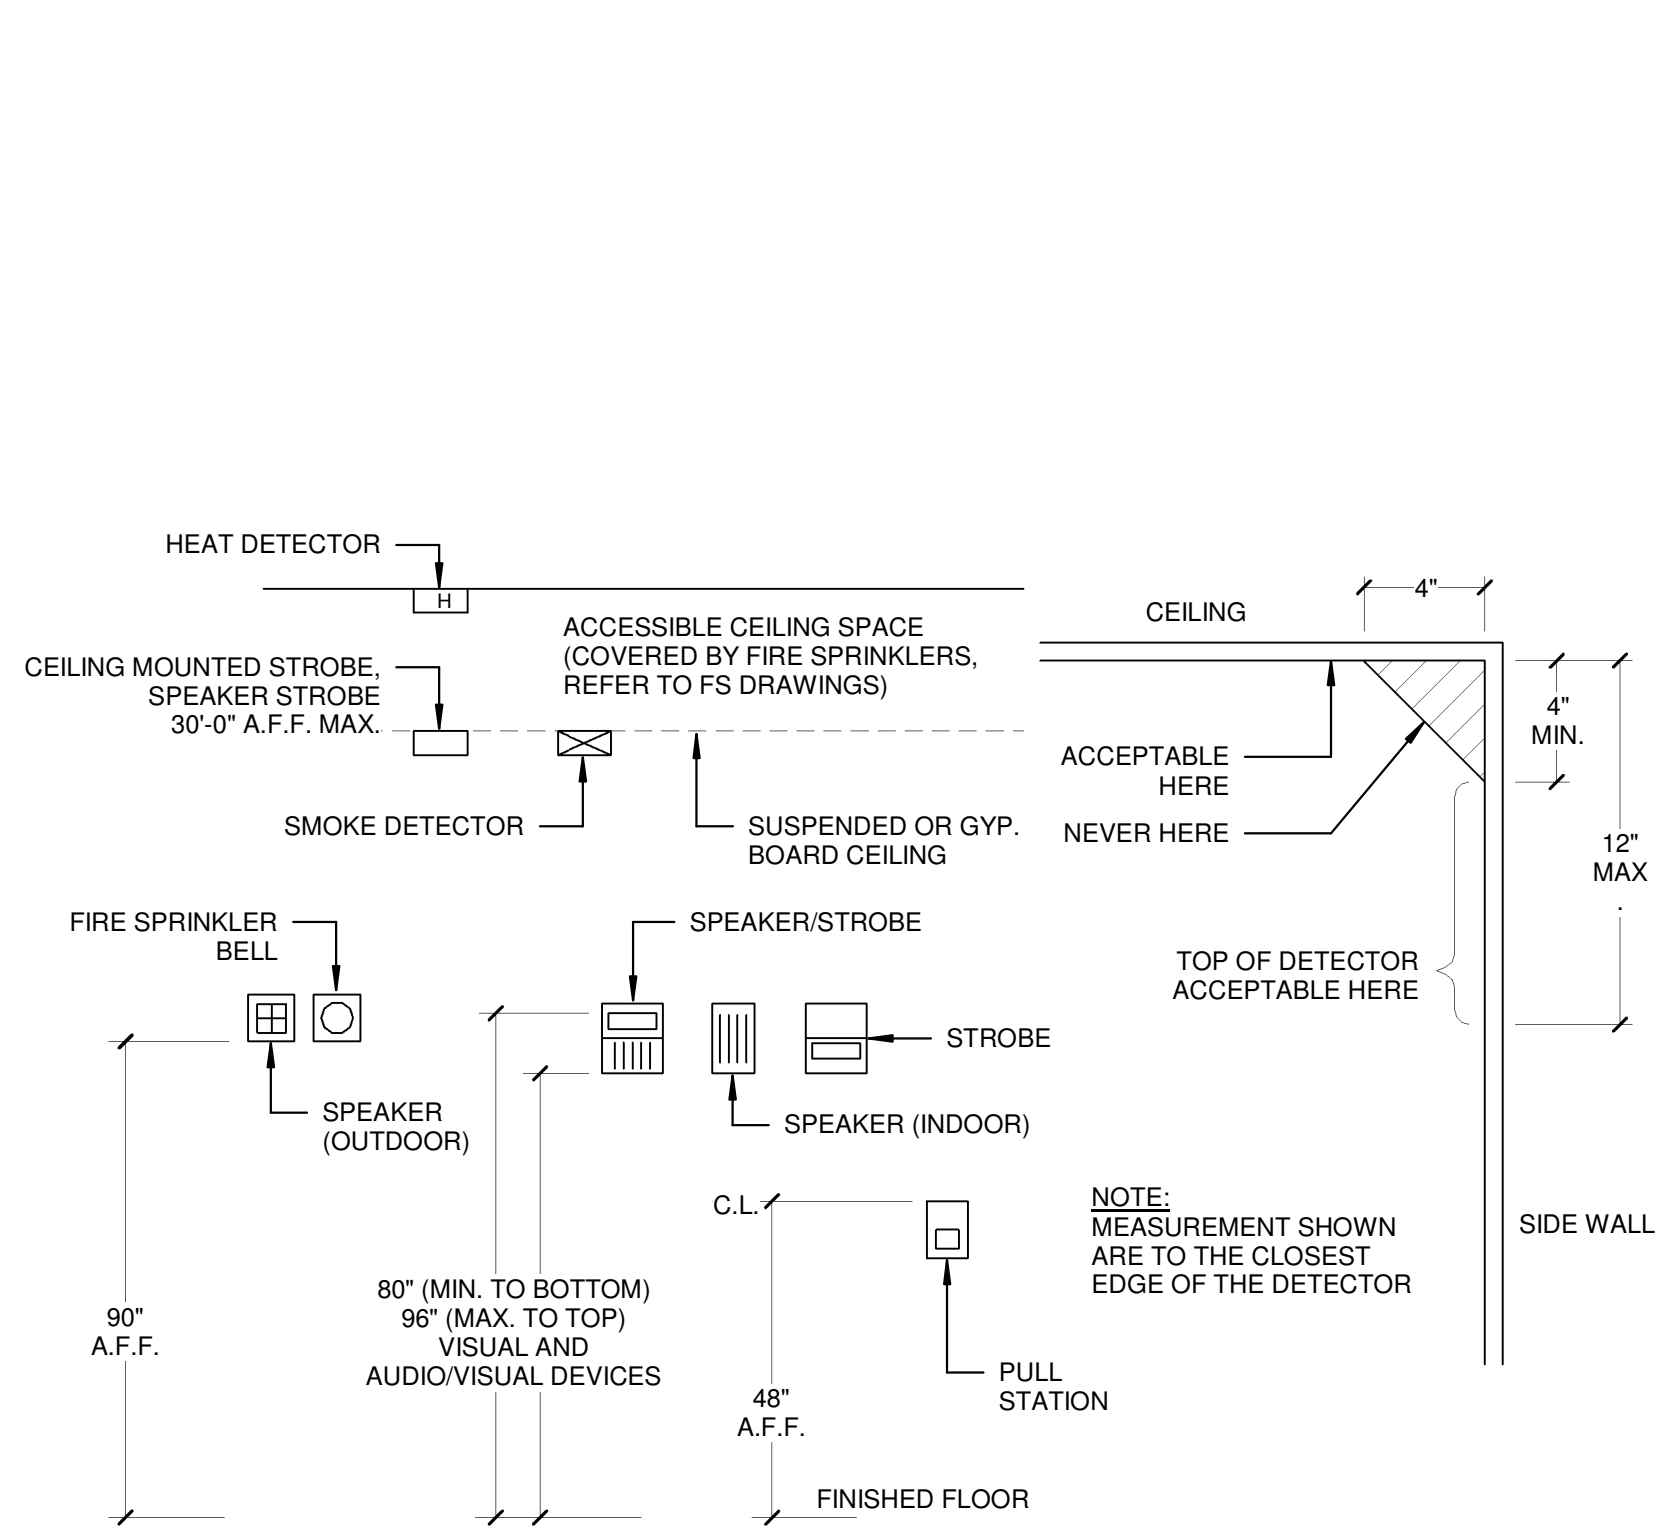 HEAT DETECTOR
H
CEILING MOUNTED STROBE,
SPEAKER STROBE
30'-0" A.F.F. MAX.
ACCESSIBLE CEILING SPACE
(COVERED BY FIRE SPRINKLERS,
REFER TO FS DRAWINGS)
SMOKE DETECTOR
SUSPENDED OR GYP.
BOARD CEILING
CEILING
4"
4"
MIN.
12"
MAX
.
ACCEPTABLE
HERE
NEVER HERE
TOP OF DETECTOR
ACCEPTABLE HERE
FIRE SPRINKLER
BELL
SPEAKER/STROBE
STROBE
SPEAKER
(OUTDOOR)
SPEAKER (INDOOR)
C.L.
NOTE:
MEASUREMENT SHOWN
ARE TO THE CLOSEST
EDGE OF THE DETECTOR
SIDE WALL
90"
A.F.F.
80" (MIN. TO BOTTOM)
96" (MAX. TO TOP)
VISUAL AND
AUDIO/VISUAL DEVICES
48"
A.F.F.
PULL
STATION
FINISHED FLOOR